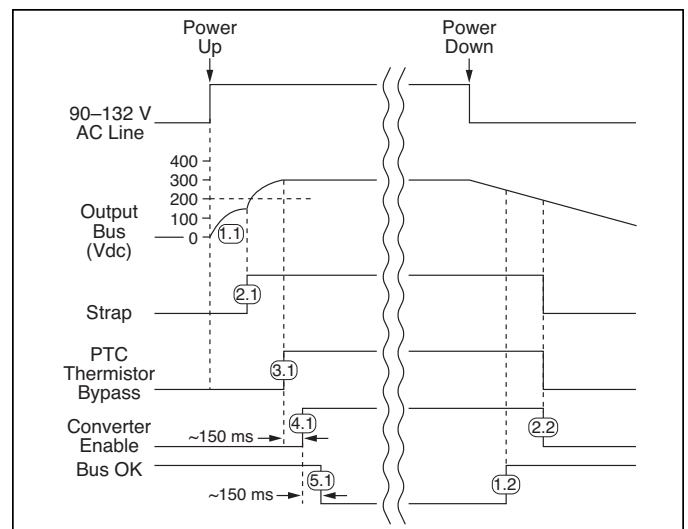 Power
Up
Power
Down
90–132 V
AC Line
400
300
200
100
0
Output
Bus
(Vdc)
1.1
2.1
Strap
PTC
Thermistor
Bypass
3.1
Converter
Enable
4.1
2.2
~150 ms
Bus OK
5.1
1.2
~150 ms